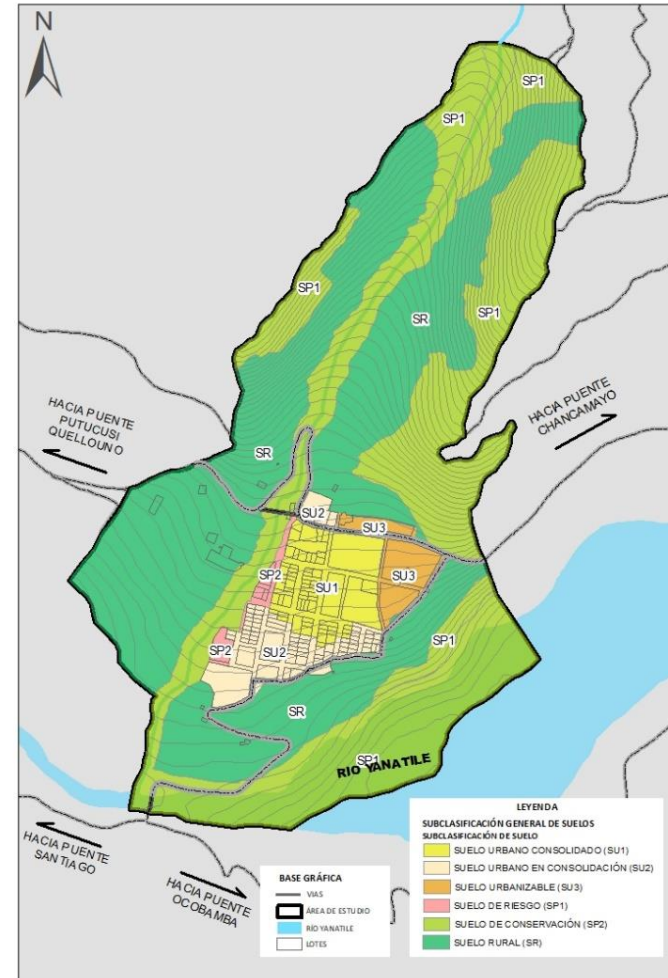 N
SP1
SP1
SP1
SR
SP1
HACIA PUENTE
PUTUCUSI
QUELLOUNO
HACIA PUENTE
CHANCAMAYO
SR
SU2
SU3
SP2
SU1
SU3
SP2
SU2
SP1
SR
SP1
RIO YANATILE
HACIA PUENTE
SANTIAGO
HACIA PUENTE
OCOBAMBA
BASE GRÁFICA
VIAS
ÁREA DE ESTUDIO
RÍO YANATILE
LOTES
LEYENDA
SUBCLASIFICACIÓN GENERAL DE SUELOS
SUBCLASIFICACIÓN DE SUELO
SUELO URBANO CONSOLIDADO (SU1)
SUELO URBANO EN CONSOLIDACIÓN (SU2)
SUELO URBANIZABLE (SU3)
SUELO DE RIESGO (SP1)
SUELO DE CONSERVACIÓN (SP2)
SUELO RURAL (SR)